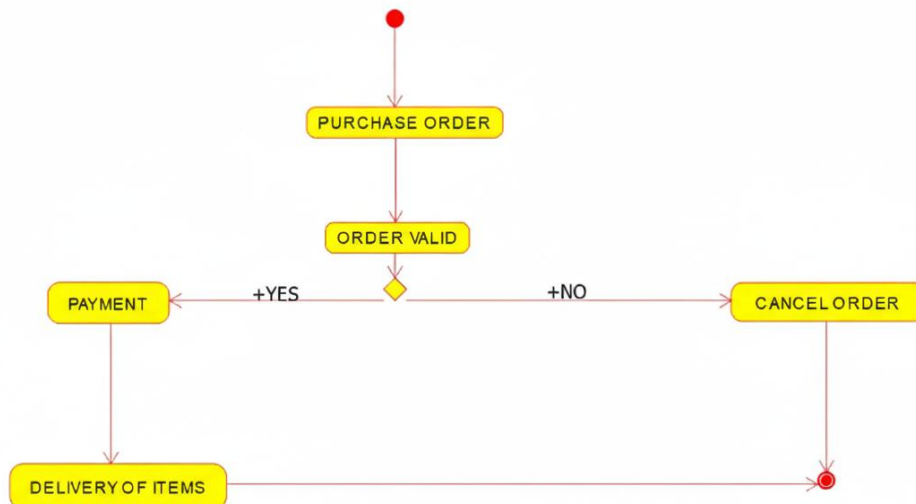 PURCHASE ORDER
ORDER VALID
+YES
+NO
PAYMENT
CANCEL ORDER
DELIVERY OF ITEMS